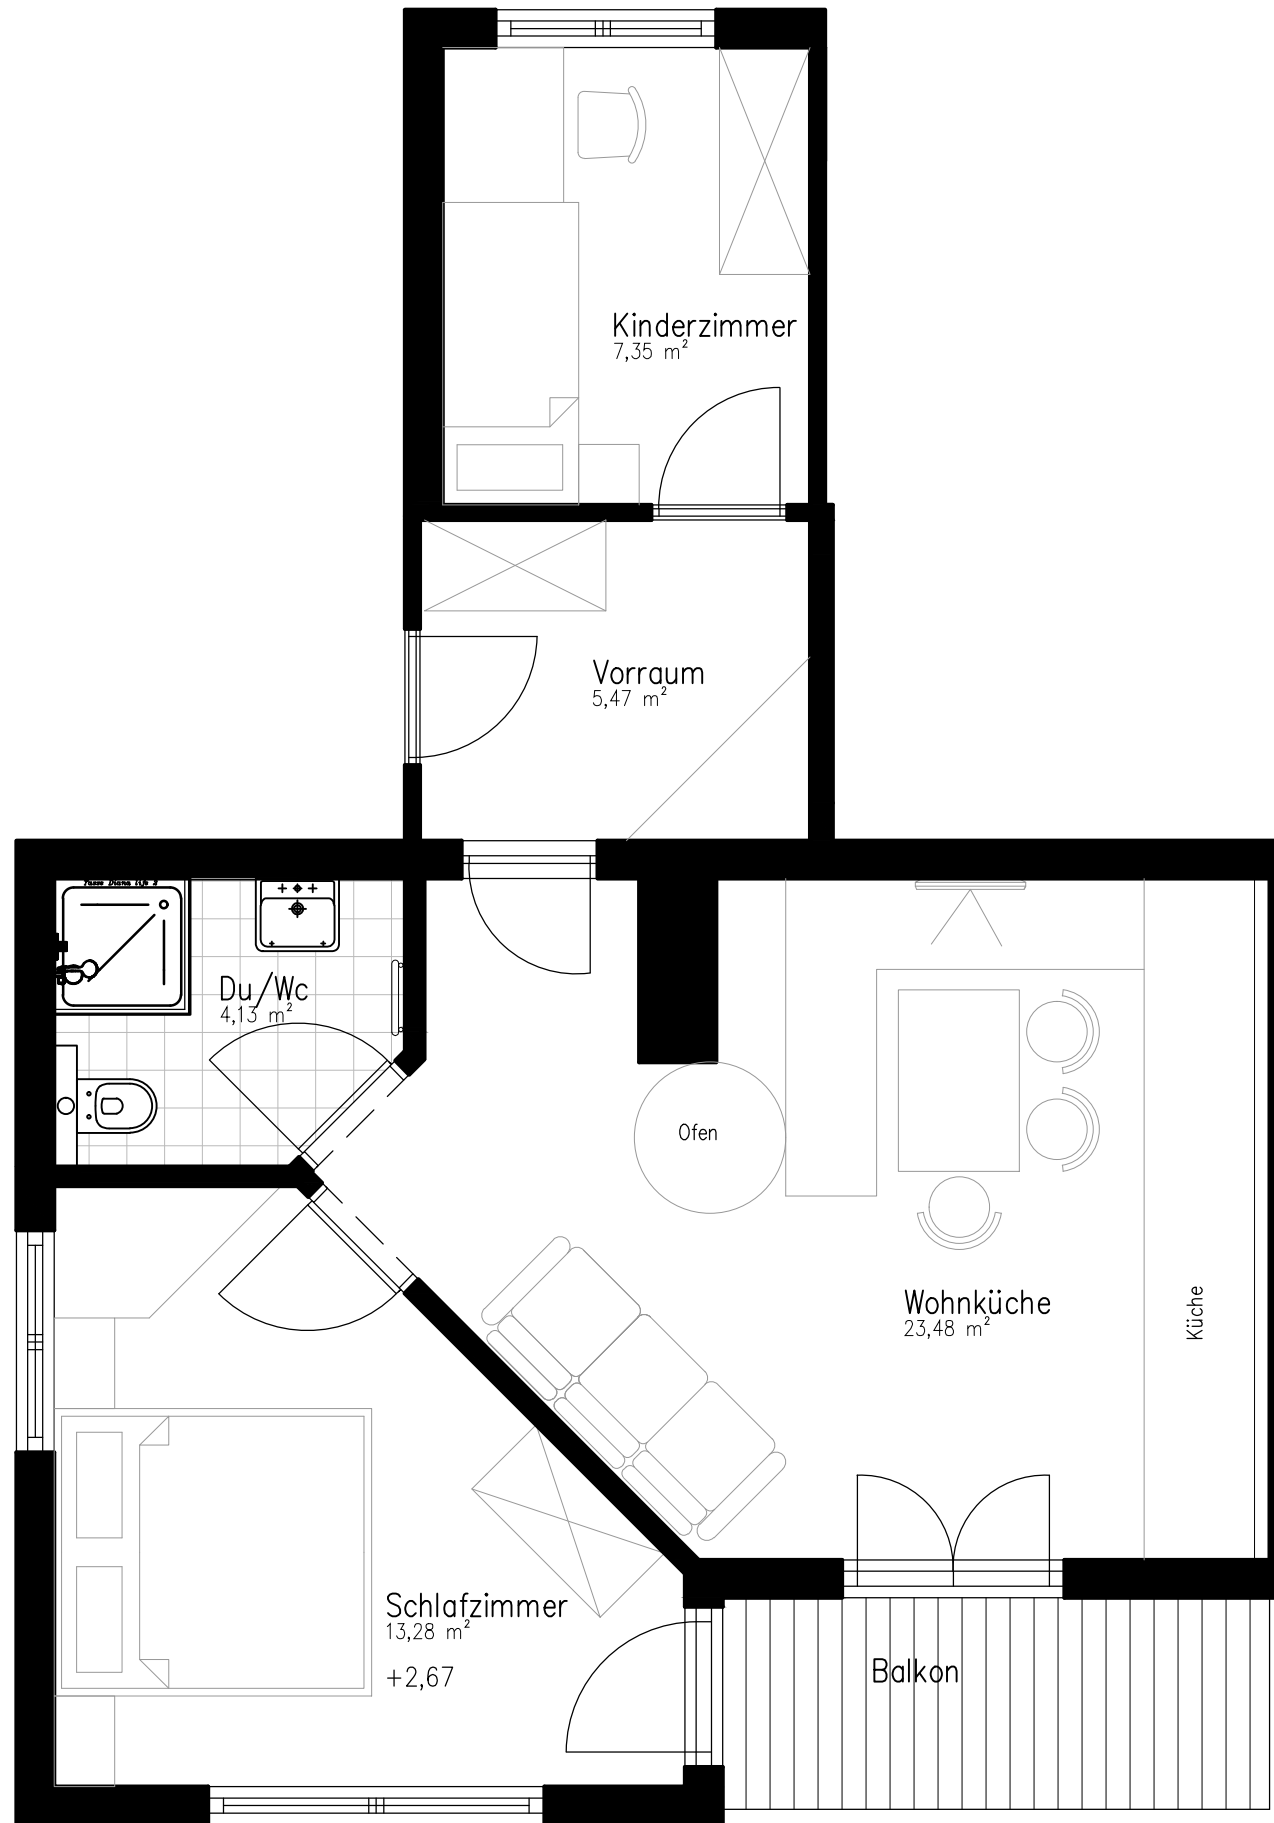 Kinderzimmer
7,35 m²
Vorraum
5,47 m²
Du/Wc
4,13 m²
Ofen
Wohnküche
23,48 m²
Küche
Schlafzimmer
13,28 m²
+2,67
Balkon